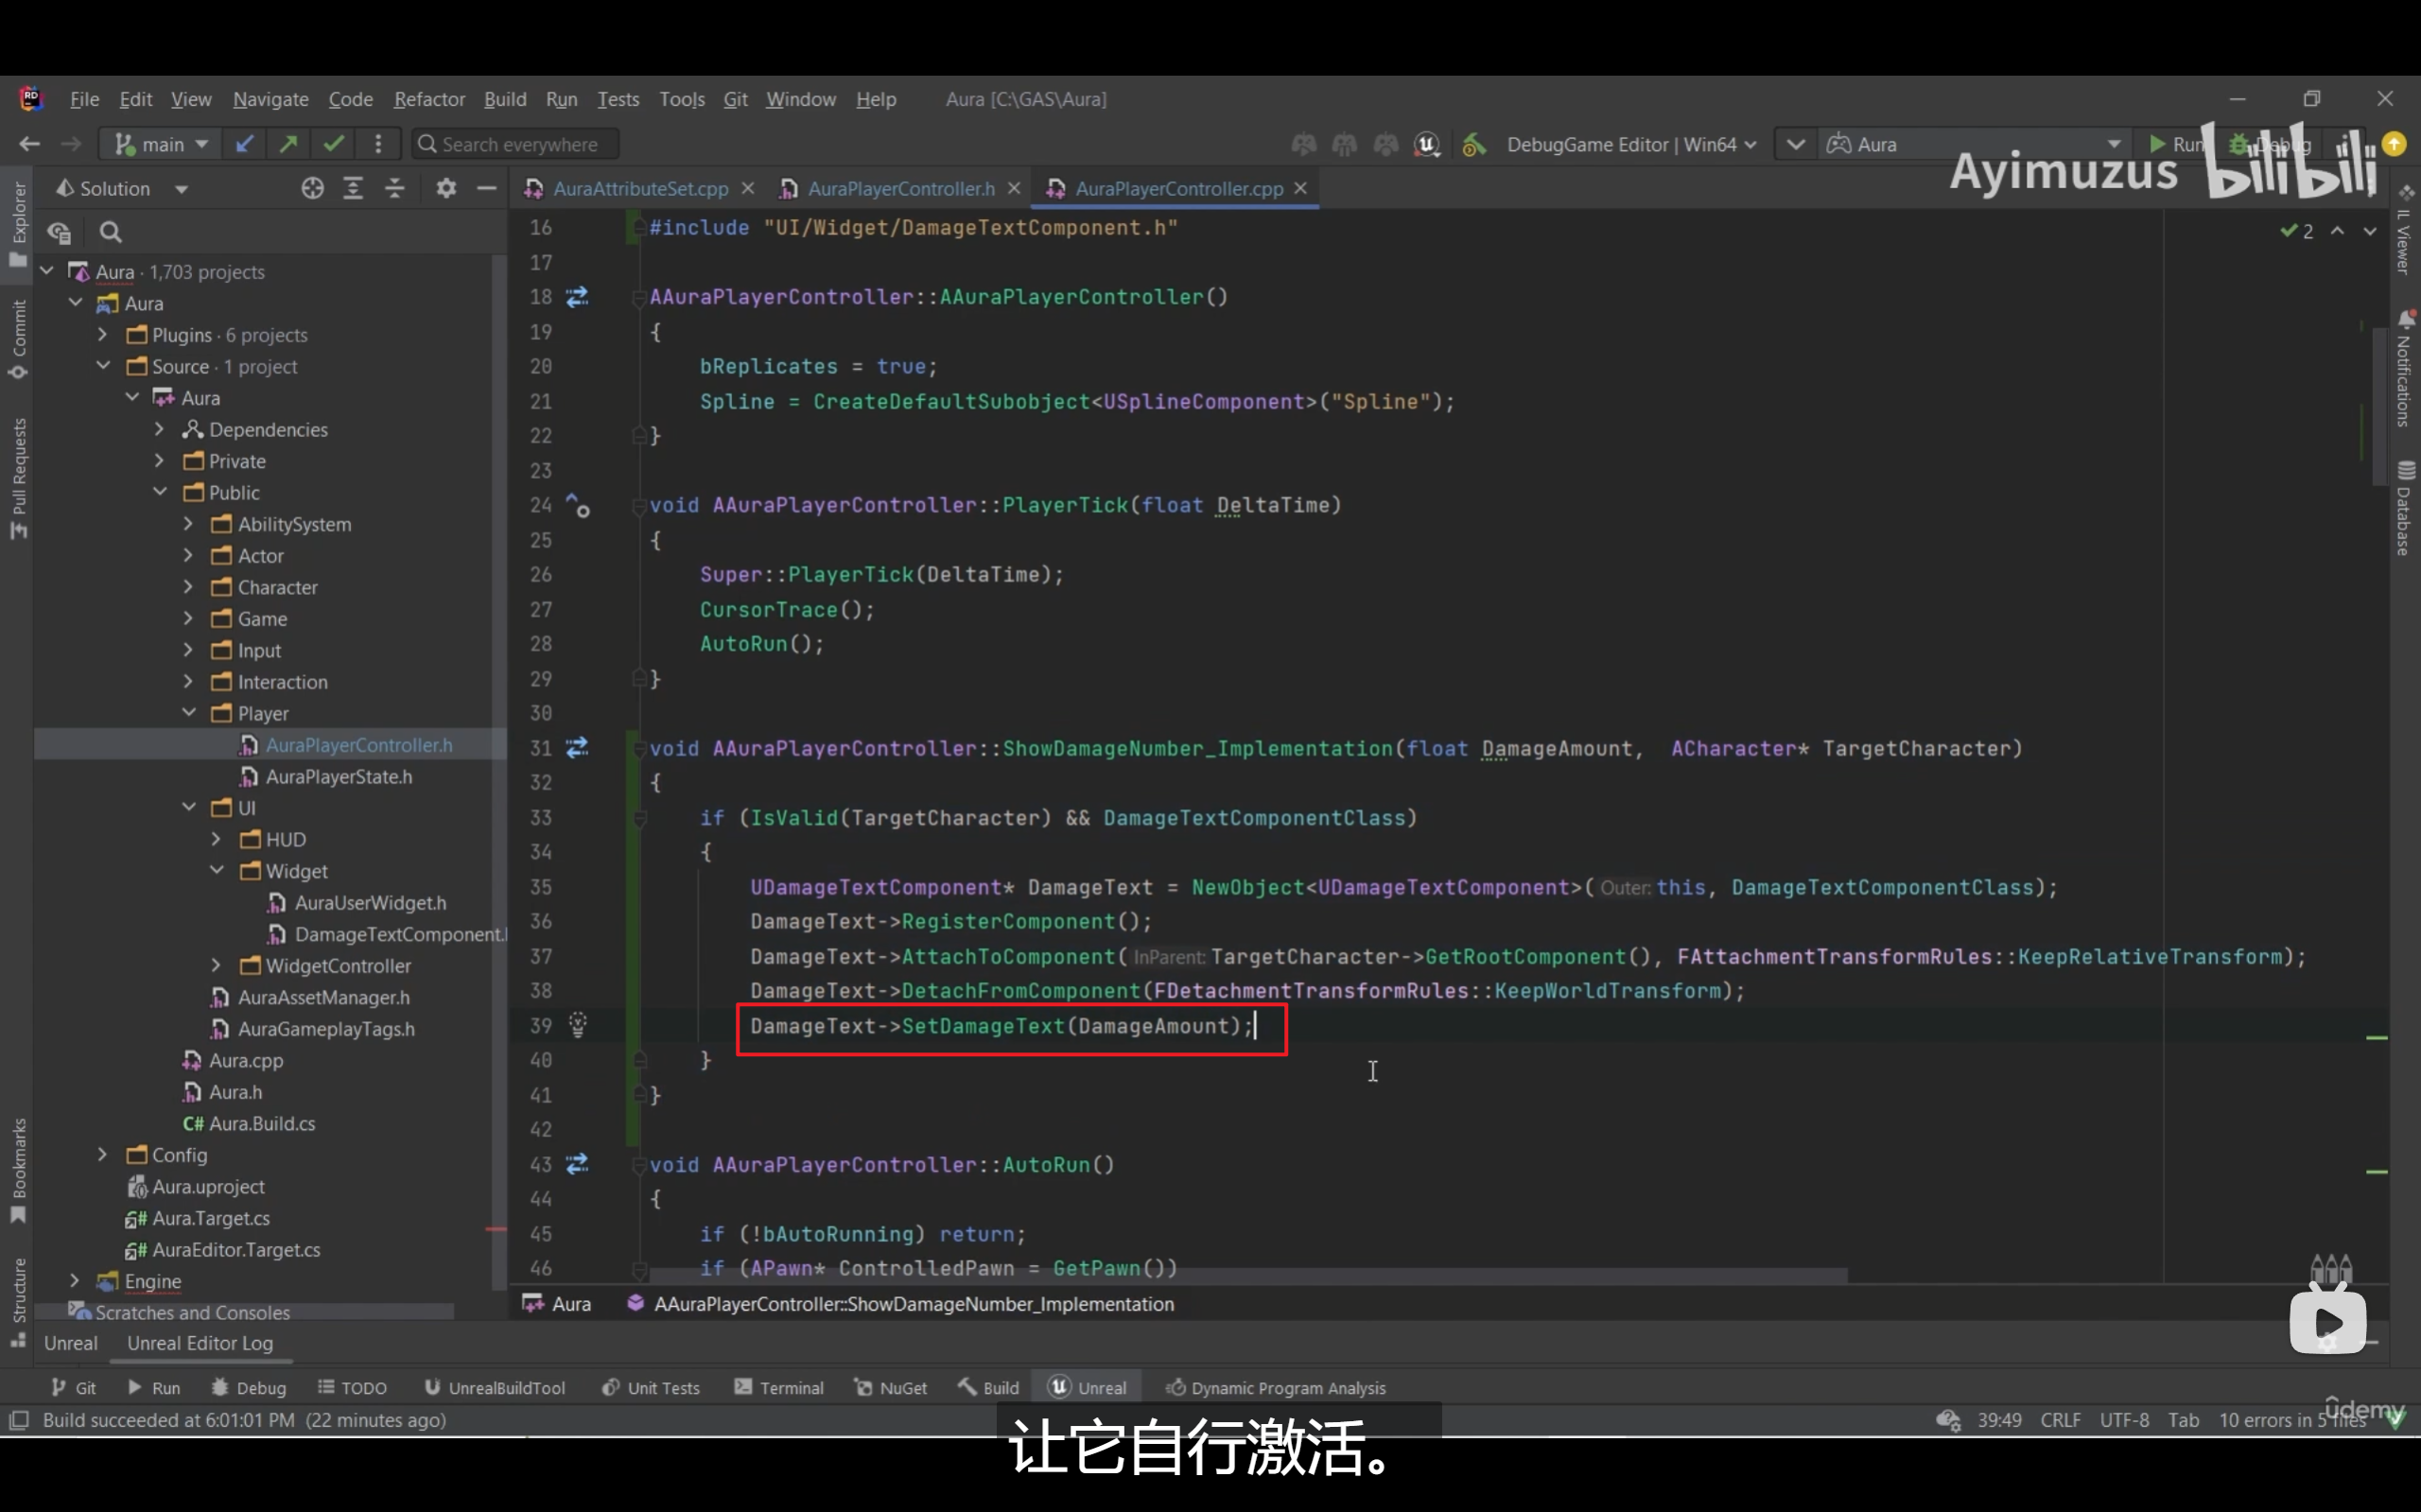 File Edit View Navigate Code Refactor Build Run Tests Tools Git Window Help Aura [C:\GAS\Aura]
main Search everywhere DebugGame Editor | Win64 Aura Run Debug
Ayimuzus bilibili
Solution AuraAttributeSet.cpp AuraPlayerController.h AuraPlayerController.cpp
Explorer
Commit
Pull Requests
Bookmarks
Structure
Aura · 1,703 projects
Aura
Plugins · 6 projects
Source · 1 project
Aura
Dependencies
Private
Public
AbilitySystem
Actor
Character
Game
Input
Interaction
Player
AuraPlayerController.h
AuraPlayerState.h
UI
HUD
Widget
AuraUserWidget.h
DamageTextComponent.
WidgetController
AuraAssetManager.h
AuraGameplayTags.h
Aura.cpp
Aura.h
C# Aura.Build.cs
Config
Aura.uproject
Aura.Target.cs
AuraEditor.Target.cs
Engine
Scratches and Consoles
2
16 #include "UI/Widget/DamageTextComponent.h"
17
18 AAuraPlayerController::AAuraPlayerController()
19 {
20 bReplicates = true;
21 Spline = CreateDefaultSubobject<USplineComponent>("Spline");
22 }
23
24 void AAuraPlayerController::PlayerTick(float DeltaTime)
25 {
26 Super::PlayerTick(DeltaTime);
27 CursorTrace();
28 AutoRun();
29 }
30
31 void AAuraPlayerController::ShowDamageNumber_Implementation(float DamageAmount, ACharacter* TargetCharacter)
32 {
33 if (IsValid(TargetCharacter) && DamageTextComponentClass)
34 {
35 UDamageTextComponent* DamageText = NewObject<UDamageTextComponent>( Outer: this, DamageTextComponentClass);
36 DamageText->RegisterComponent();
37 DamageText->AttachToComponent( InParent: TargetCharacter->GetRootComponent(), FAttachmentTransformRules::KeepRelativeTransform);
38 DamageText->DetachFromComponent(FDetachmentTransformRules::KeepWorldTransform);
39 DamageText->SetDamageText(DamageAmount);
40 }
41 }
42
43 void AAuraPlayerController::AutoRun()
44 {
45 if (!bAutoRunning) return;
46 if (APawn* ControlledPawn = GetPawn())
IL Viewer
Notifications
Database
Aura AAuraPlayerController::ShowDamageNumber_Implementation
Unreal Unreal Editor Log
Git Run Debug TODO UnrealBuildTool Unit Tests Terminal NuGet Build Unreal Dynamic Program Analysis
Build succeeded at 6:01:01 PM (22 minutes ago) 39:49 CRLF UTF-8 Tab 10 errors in 5 files
udemy
让它自行激活。